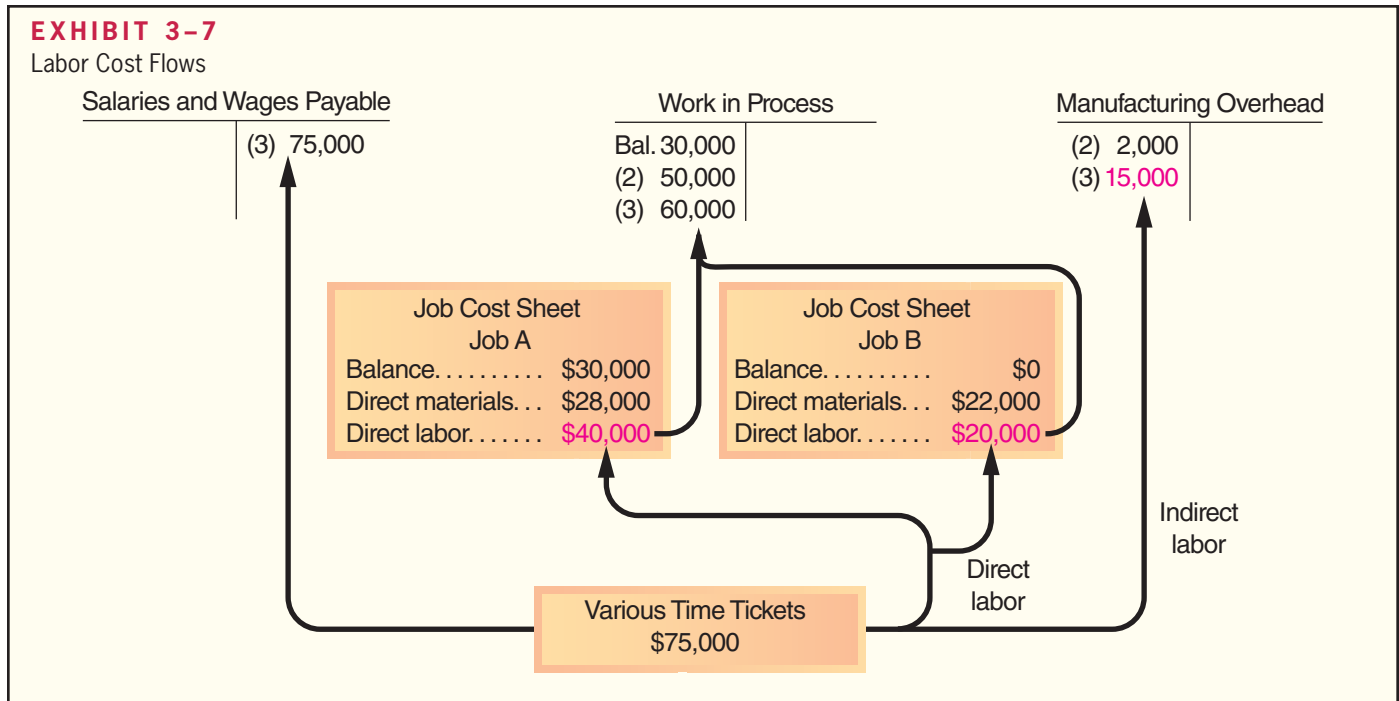 EXHIBIT 3–7
Labor Cost Flows
Salaries and Wages Payable
(3) 75,000
Work in Process
Bal. 30,000
(2) 50,000
(3) 60,000
Manufacturing Overhead
(2) 2,000
(3) 15,000
Job Cost Sheet
Job A
Balance.......... $30,000
Direct materials... $28,000
Direct labor....... $40,000
Job Cost Sheet
Job B
Balance.......... $0
Direct materials... $22,000
Direct labor....... $20,000
Indirect
labor
Direct
labor
Various Time Tickets
$75,000